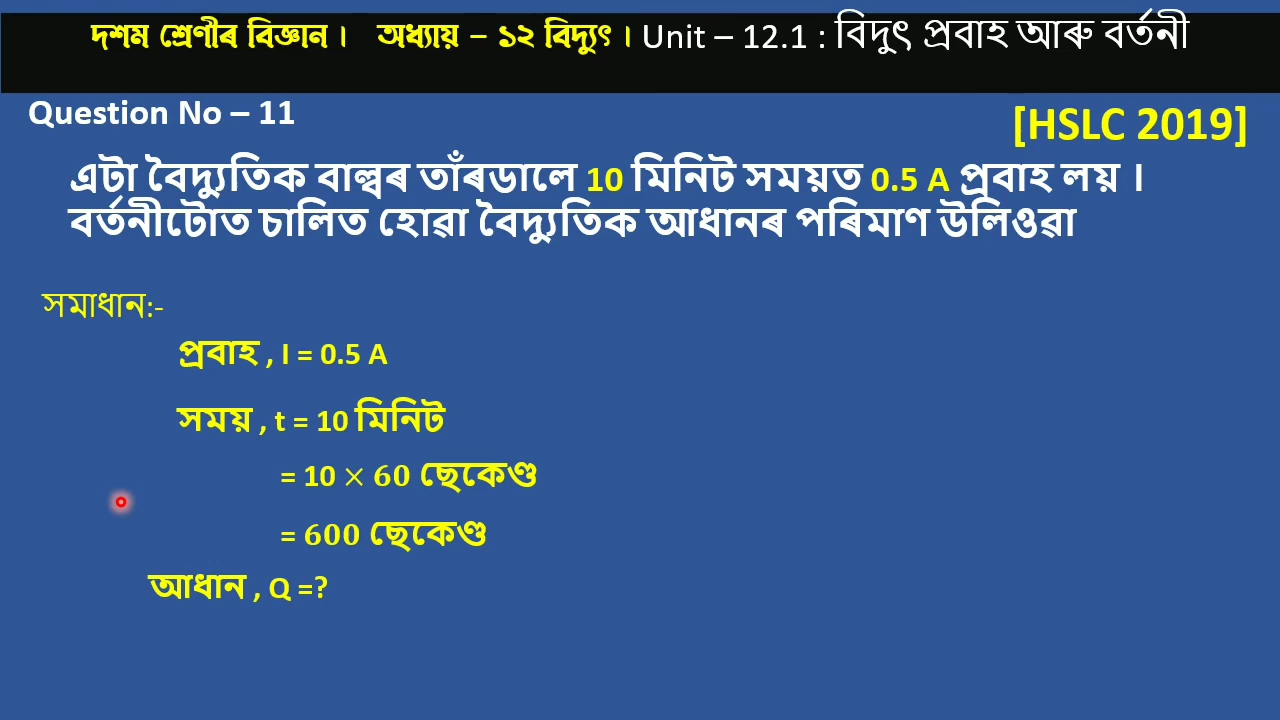 দশম শ্ৰেণীৰ বিজ্ঞান । অধ্যায় – ১২ বিদ্যুৎ । Unit – 12.1 : বিদুৎ প্ৰবাহ আৰু বৰ্তনী
Question No – 11
[HSLC 2019]
এটা বৈদ্যুতিক বাল্বৰ তাঁৰডালে 10 মিনিট সময়ত 0.5 A প্ৰবাহ লয় ।
বৰ্তনীটোত চালিত হোৱা বৈদ্যুতিক আধানৰ পৰিমাণ উলিওৱা
সমাধান:-
প্ৰবাহ , I = 0.5 A
সময় , t = 10 মিনিট
= 10 × 60 ছেকেণ্ড
= 600 ছেকেণ্ড
আধান , Q =?